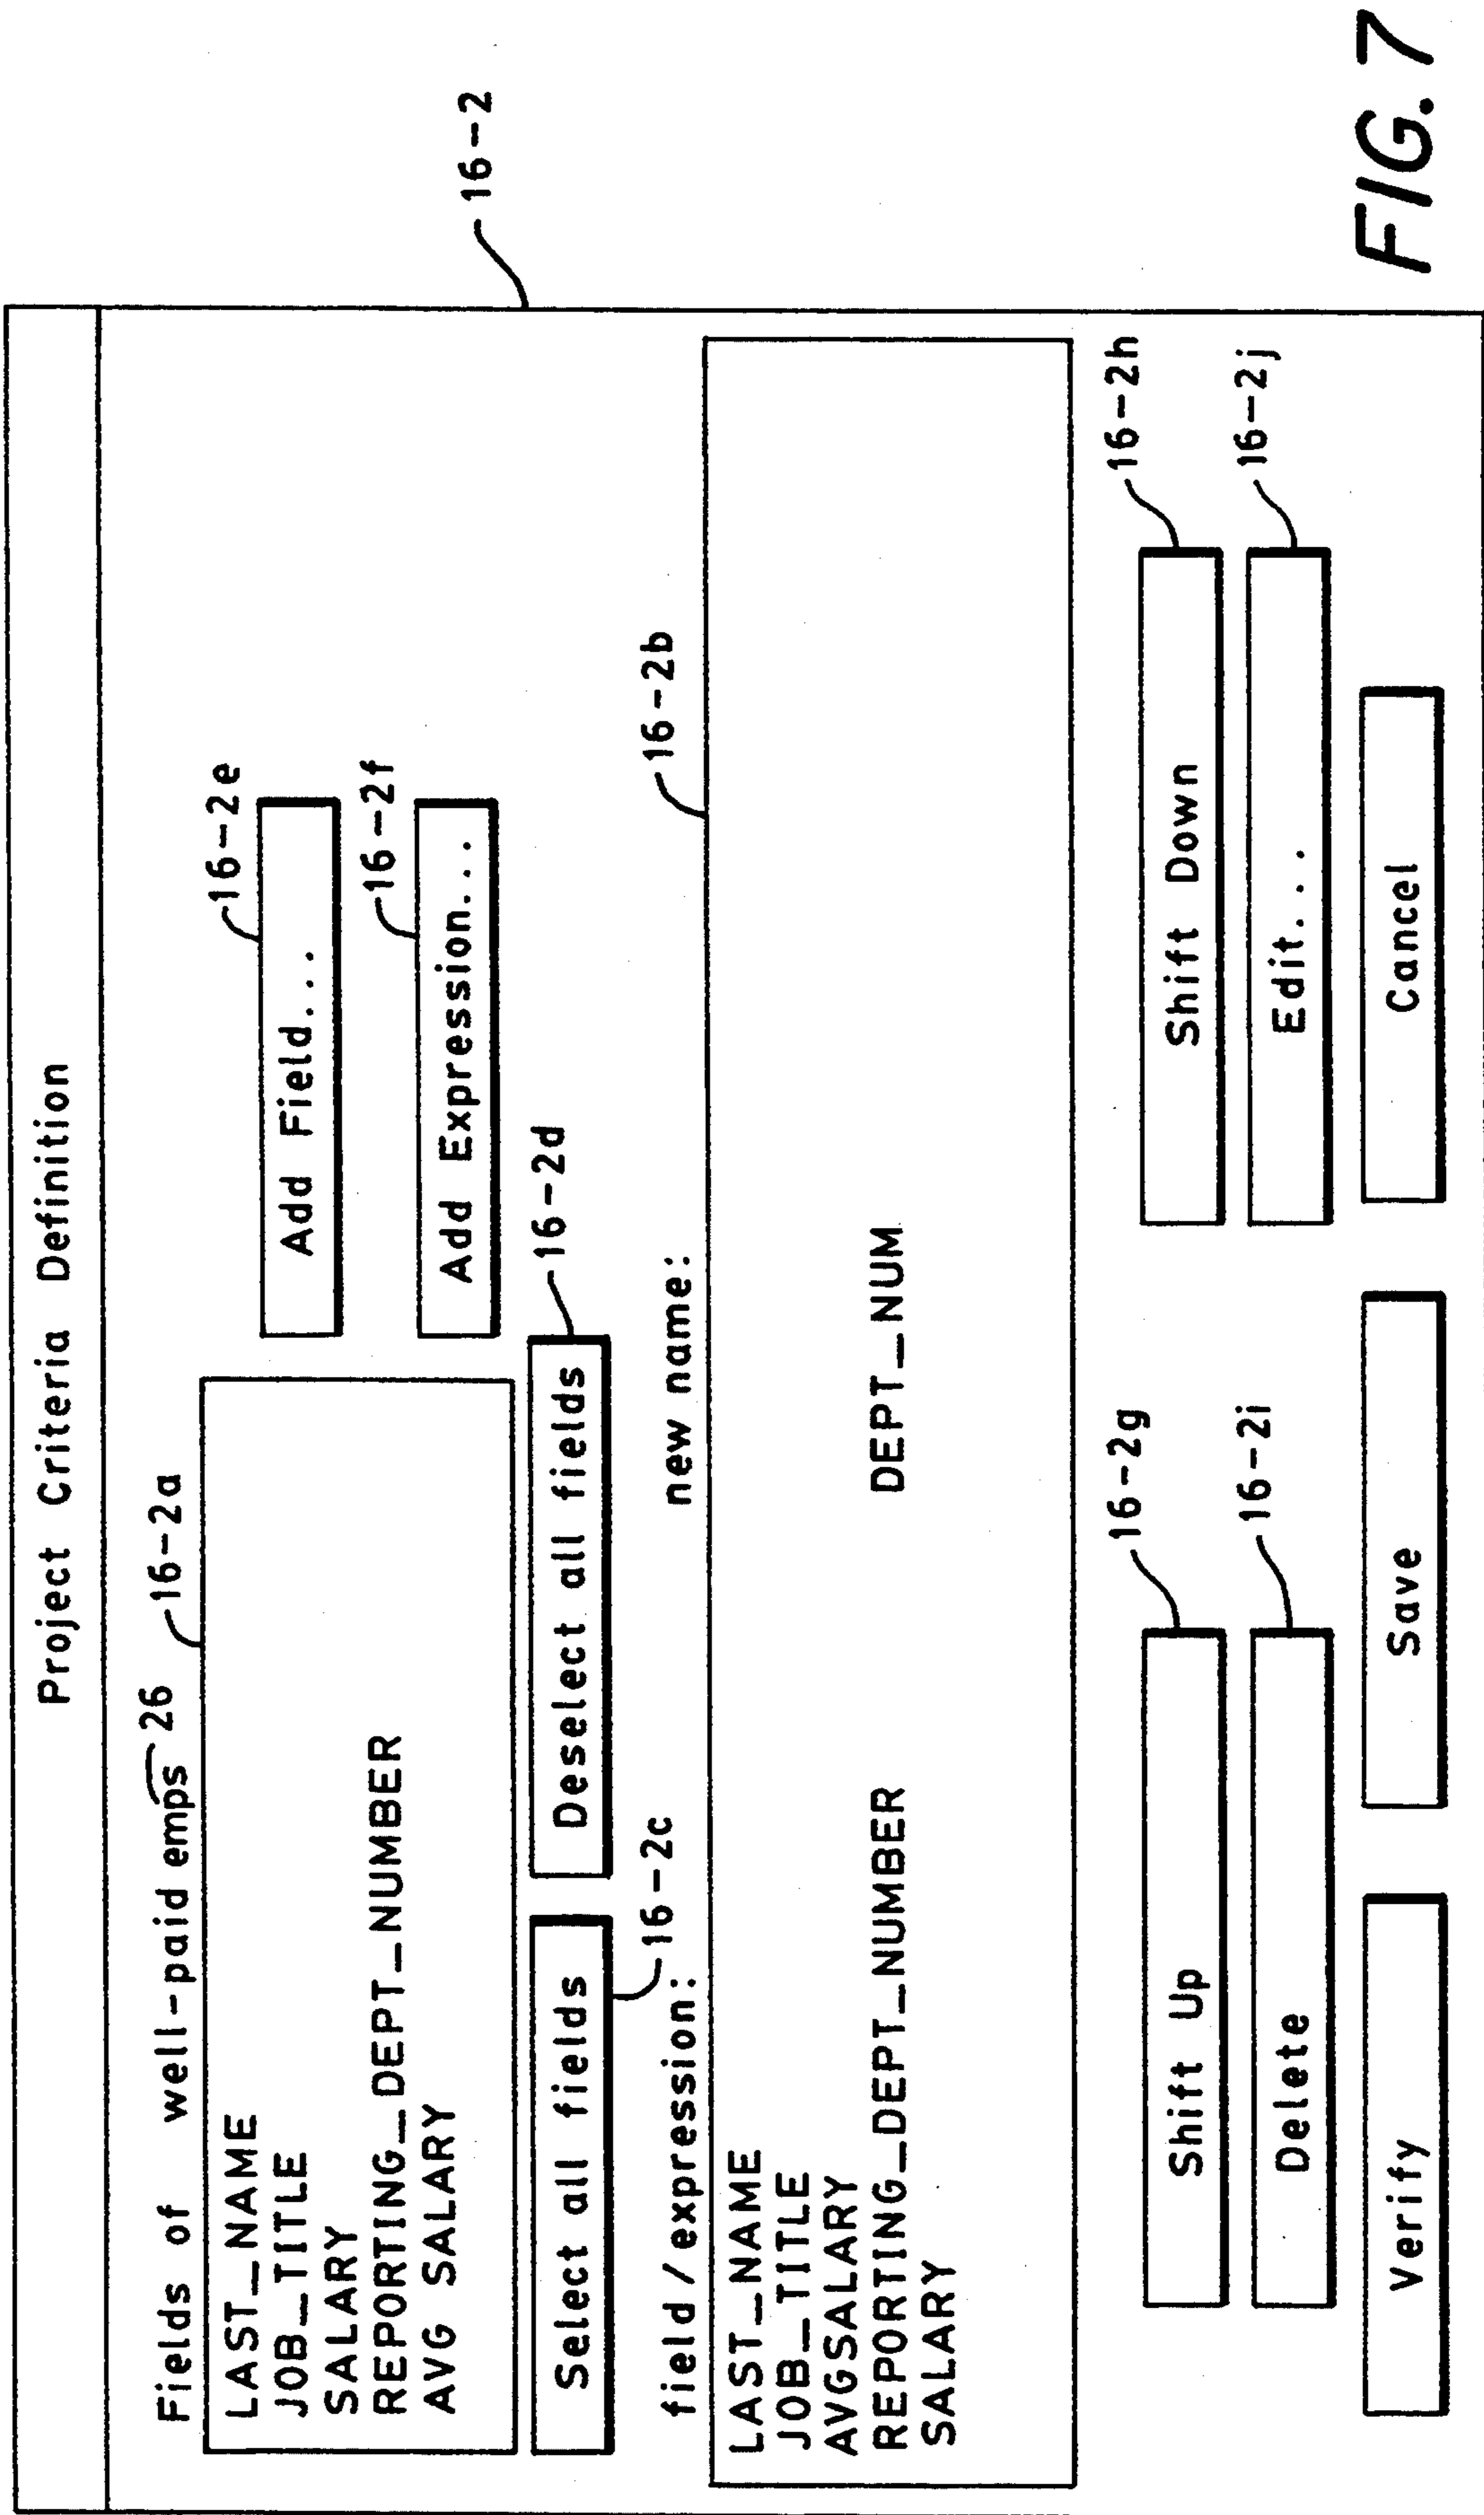 Project Criteria Definition
Fields of well-paid emps 26 16-2a
LAST_NAME
JOB_TITLE
SALARY
REPORTING_DEPT_NUMBER
AVG SALARY
16-2e
Add Field...
16-2f
Add Expression...
Select all fields
Deselect all fields
16-2d
16-2
16-2c
field/expression:
new name:
16-2b
LAST_NAME
JOB_TITLE
AVGSALARY
REPORTING_DEPT_NUMBER DEPT_NUM
SALARY
16-2g
16-2h
Shift Up
Shift Down
16-2i
16-2j
Delete
Edit...
Verify
Save
Cancel
FIG. 7